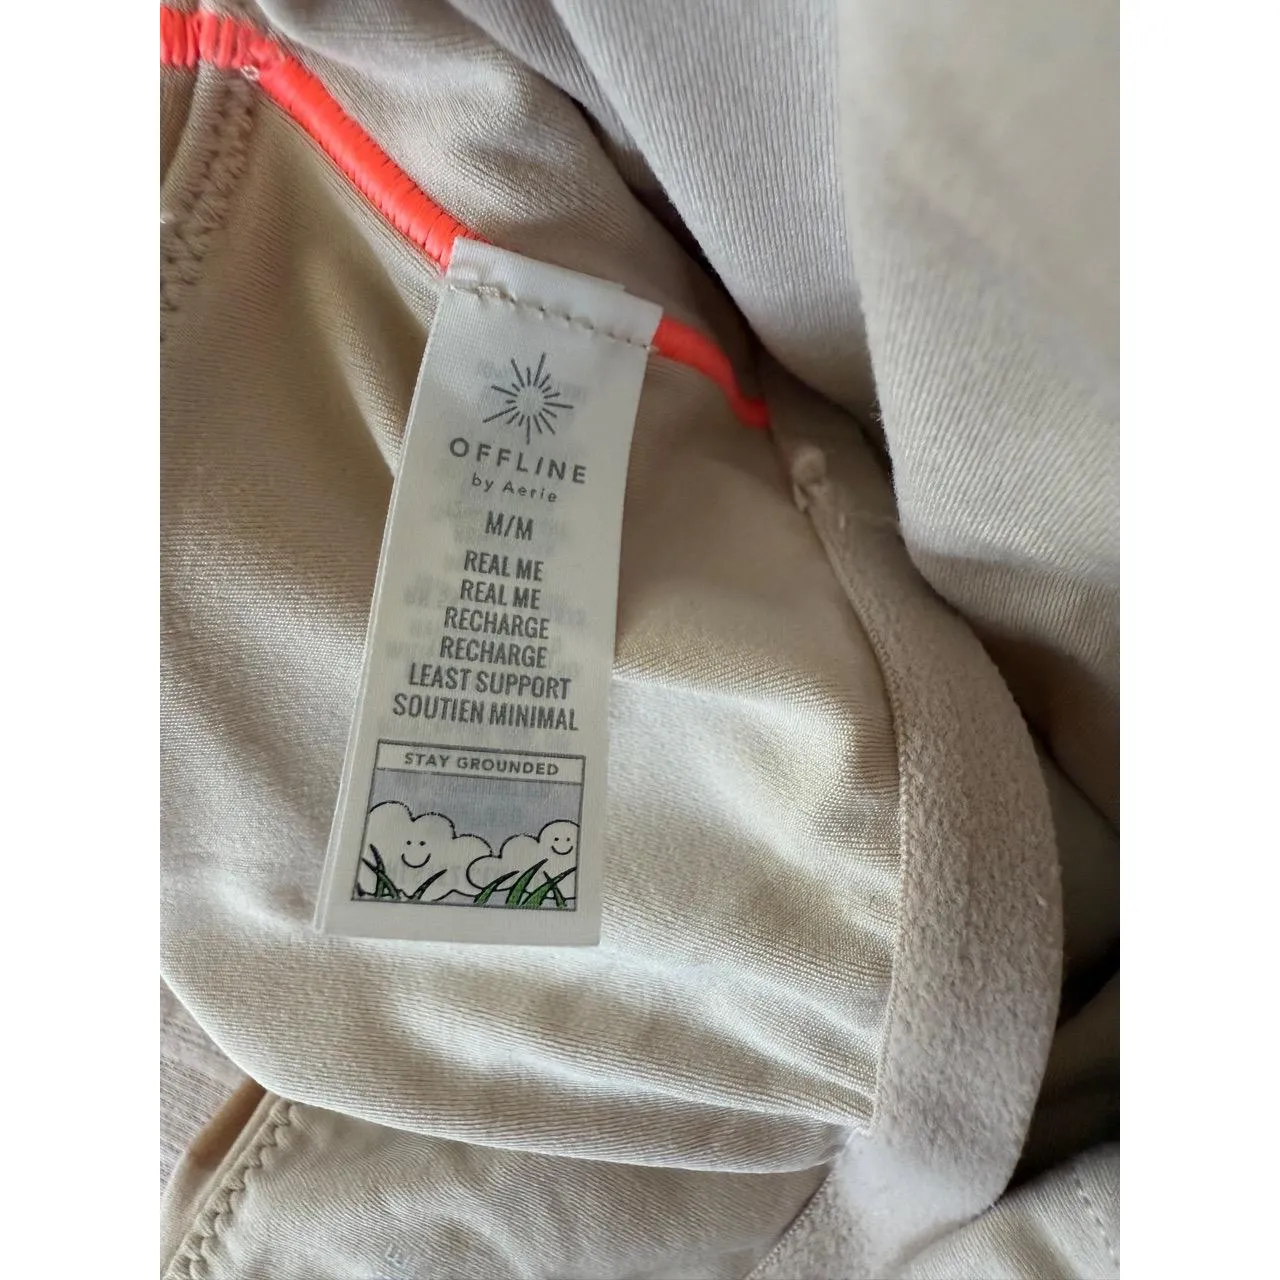 OFFLINE
by Aerie
M/M
REAL ME
REAL ME
RECHARGE
RECHARGE
LEAST SUPPORT
SOUTIEN MINIMAL
STAY GROUNDED